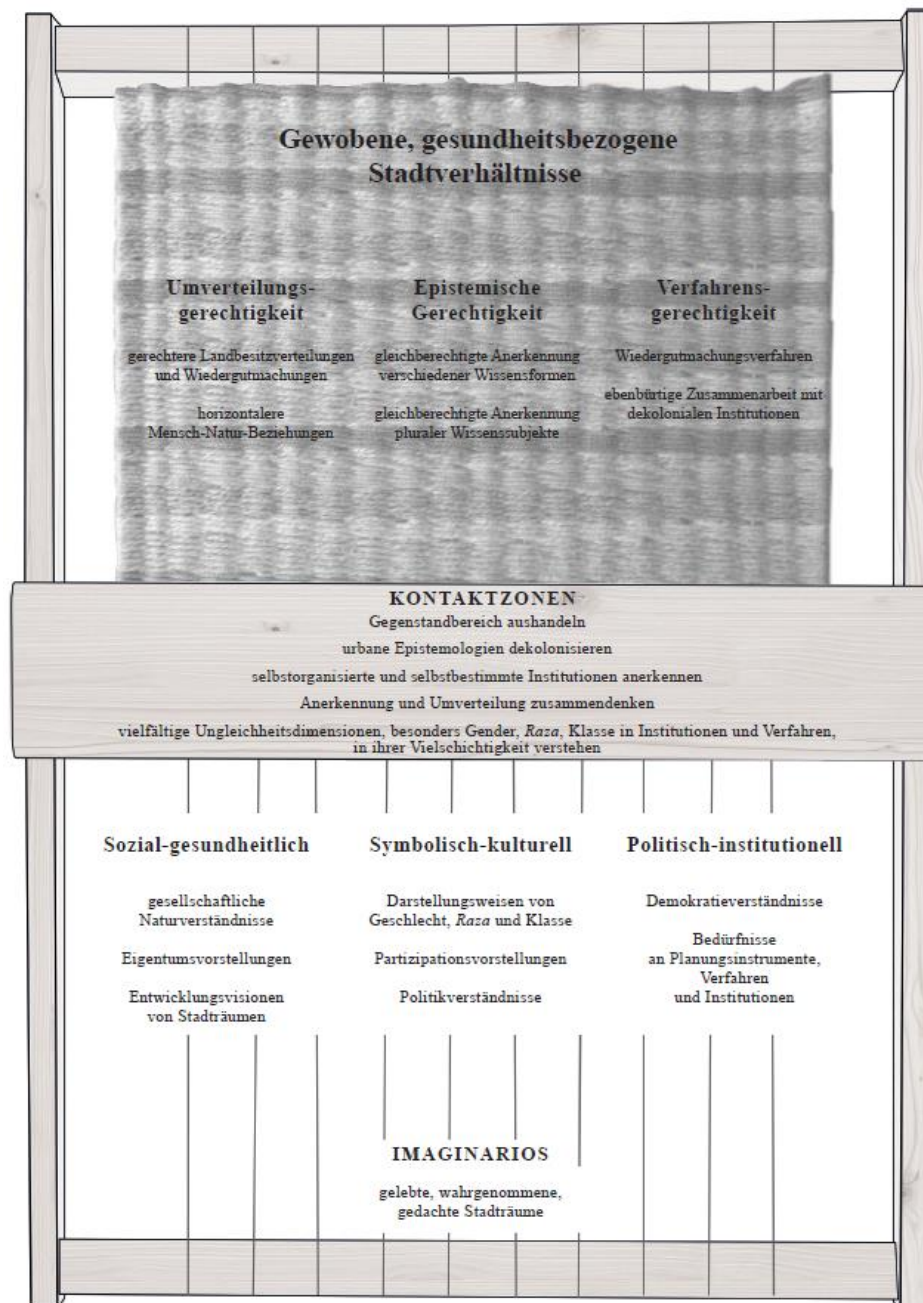 Gewobene, gesundheitsbezogene
Stadtverhältnisse
Umverteilungs-
gerechtigkeit
gerechtere Landbesitzverteilungen
und Wiedergutmachungen
horizontalere
Mensch-Natur-Beziehungen
Epistemische
Gerechtigkeit
gleichberechtigte Anerkennung
verschiedener Wissensformen
gleichberechtigte Anerkennung
pluraler Wissenssubjekte
Verfahrens-
gerechtigkeit
Wiedergutmachungsverfahren
ebenbürtige Zusammenarbeit mit
dekolonialen Institutionen
KONTAKTZONEN
Gegenstandbereich aushandeln
urbane Epistemologien dekolonisieren
selbstorganisierte und selbstbestimmte Institutionen anerkennen
Anerkennung und Umverteilung zusammendenken
vielfältige Ungleichheitsdimensionen, besonders Gender, Raza, Klasse in Institutionen und Verfahren,
in ihrer Vielschichtigkeit verstehen
Sozial-gesundheitlich
gesellschaftliche
Naturverständnisse
Eigentumsvorstellungen
Entwicklungsvisionen
von Stadträumen
Symbolisch-kulturell
Darstellungsweisen von
Geschlecht, Raza und Klasse
Partizipationsvorstellungen
Politikverständnisse
Politisch-institutionell
Demokratieverständnisse
Bedürfnisse
an Planungsinstrumente,
Verfahren
und Institutionen
IMAGINARIOS
gelebte, wahrgenommene,
gedachte Stadträume